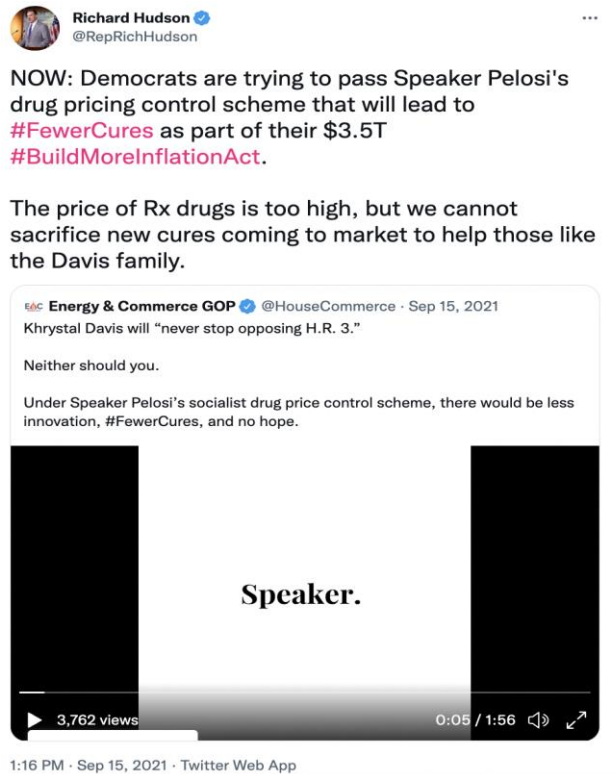 Richard Hudson
@RepRichHudson
NOW: Democrats are trying to pass Speaker Pelosi's
drug pricing control scheme that will lead to
#FewerCures as part of their $3.5T
#BuildMoreInflationAct.
The price of Rx drugs is too high, but we cannot
sacrifice new cures coming to market to help those like
the Davis family.
E&C Energy & Commerce GOP @HouseCommerce · Sep 15, 2021
Khrystal Davis will “never stop opposing H.R. 3.”
Neither should you.
Under Speaker Pelosi’s socialist drug price control scheme, there would be less
innovation, #FewerCures, and no hope.
Speaker.
3,762 views 0:05 / 1:56
1:16 PM · Sep 15, 2021 · Twitter Web App